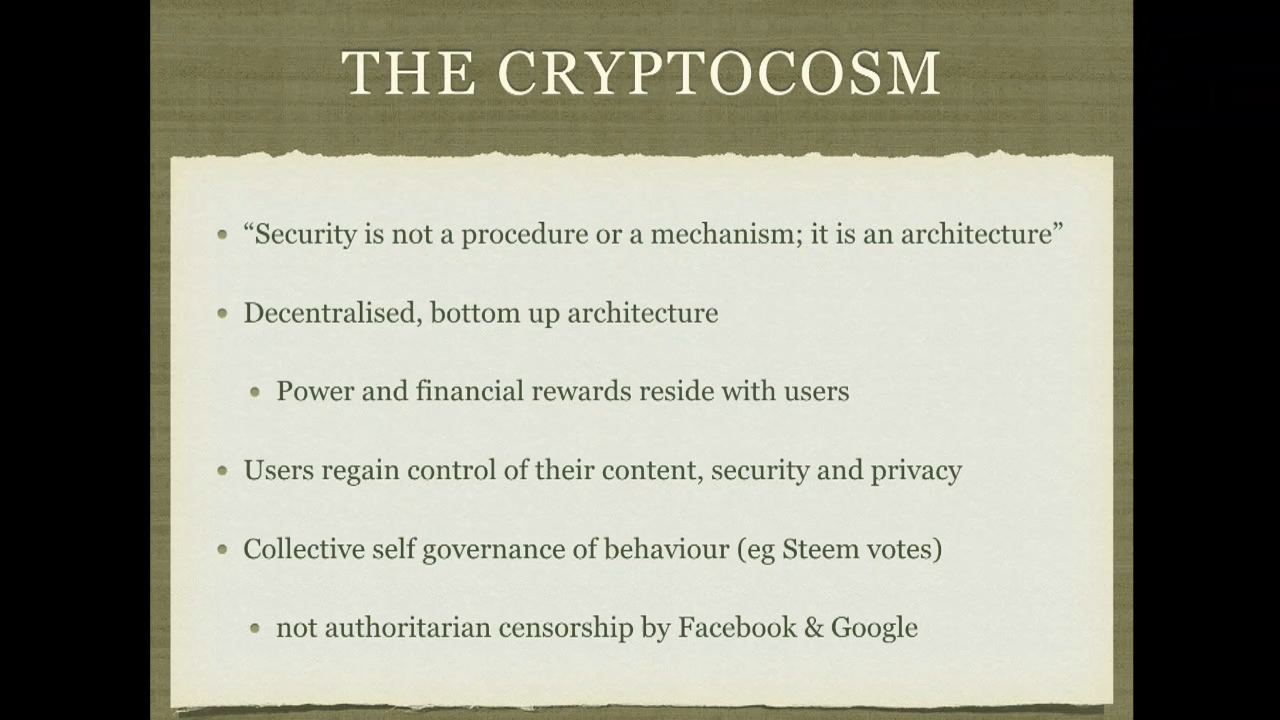 THE CRYPTOCOSM
• “Security is not a procedure or a mechanism; it is an architecture”
• Decentralised, bottom up architecture
• Power and financial rewards reside with users
• Users regain control of their content, security and privacy
• Collective self governance of behaviour (eg Steem votes)
• not authoritarian censorship by Facebook & Google